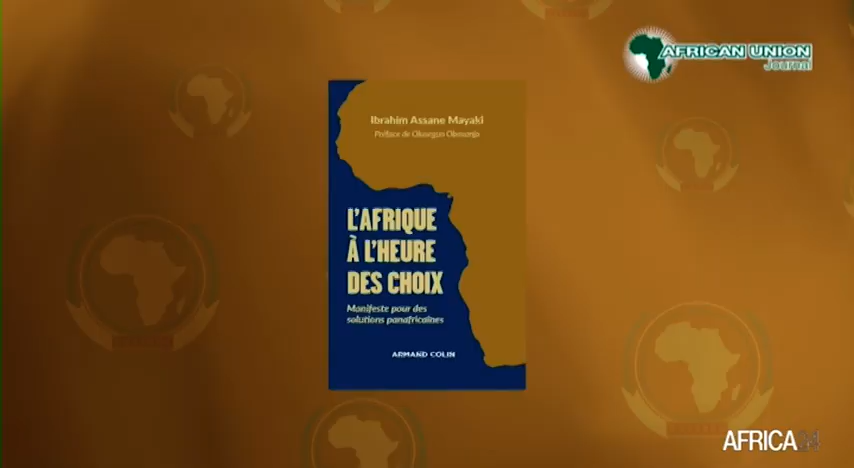 AFRICAN UNION
Journal
Ibrahim Assane Mayaki
Préface de Olusegun Obasanjo
L'AFRIQUE
À L'HEURE
DES CHOIX
Manifeste pour des
solutions panafricaines
ARMAND COLIN
AFRICA24